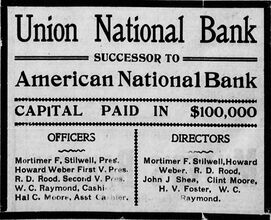 Union National Bank
SUCCESSOR TO
American National Bank
CAPITAL PAID IN $100,000
OFFICERS
Mortimer F. Stilwell, Pres.
Howard Weber First V. Pres.
R. D. Rood. Second V. Pres.
W. C. Raymond, Cashi
Hal C. Moore, Asst Cashier.
DIRECTORS
Mortimer F. Stilwell, Howard
Weber. R. D. Rood,
John J Shea, Clint Moore,
H. V. Foster, W. C.
Raymond.